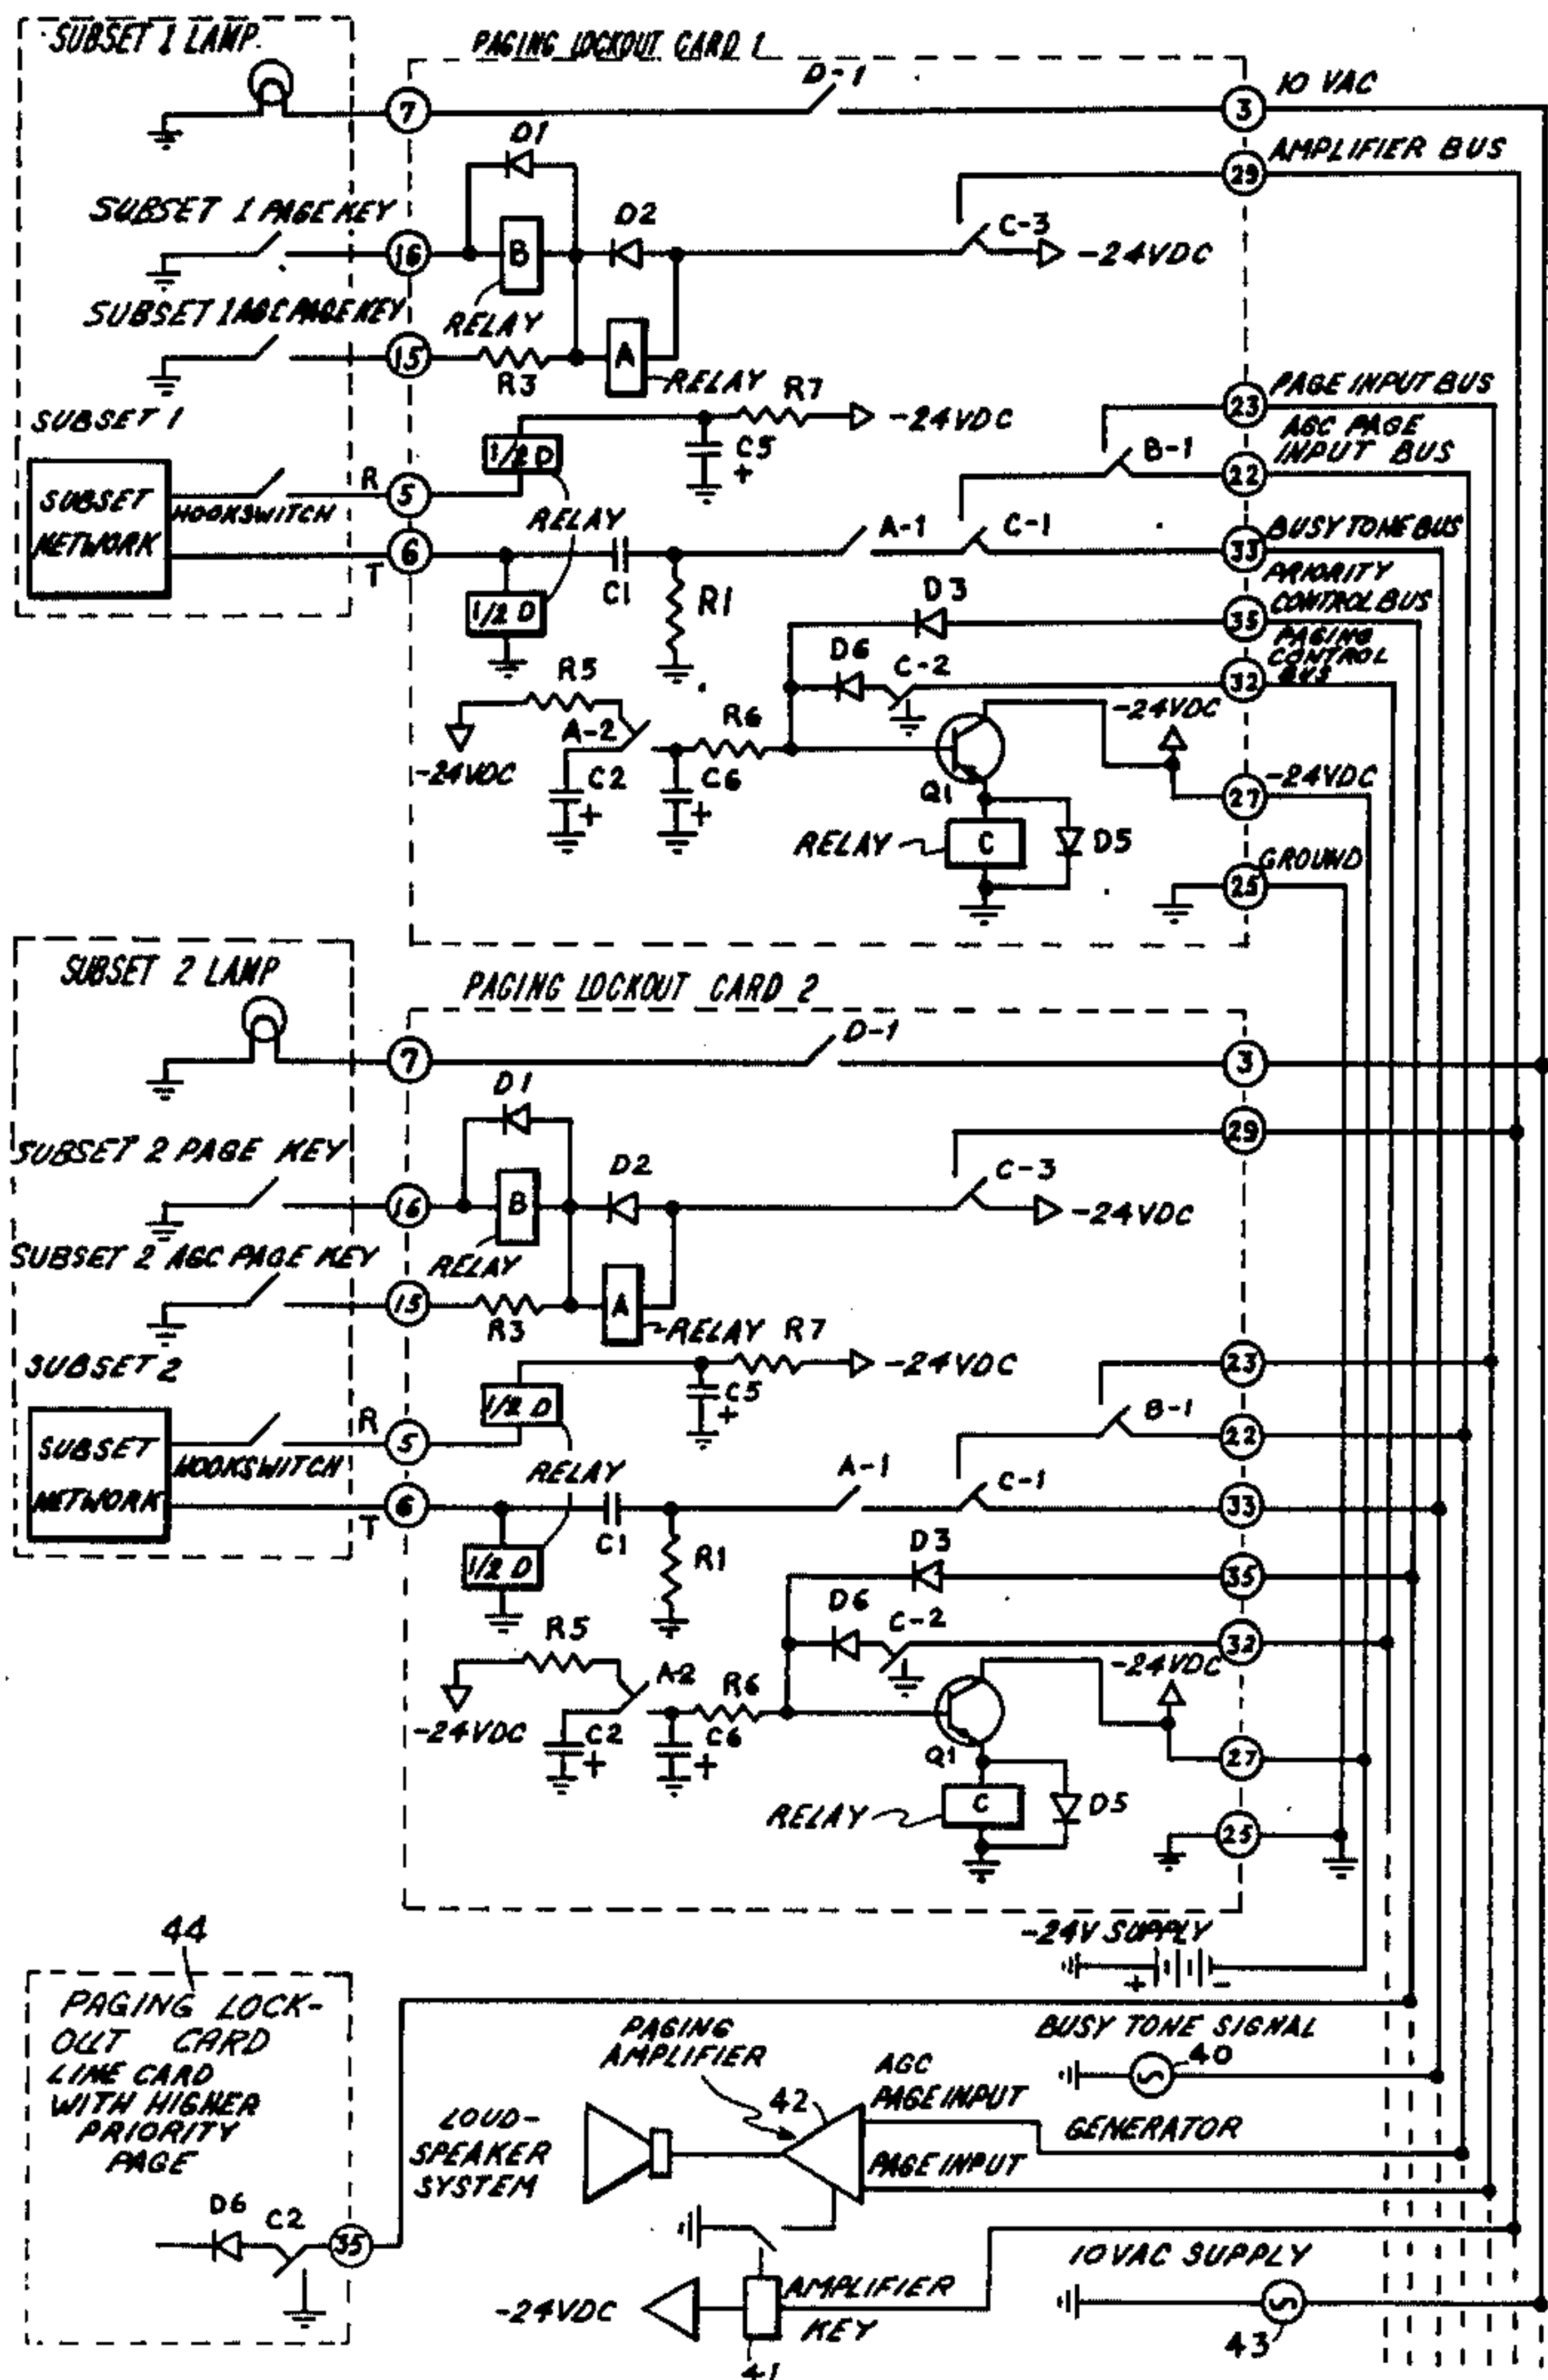 SUBSET 1 LAMP
PAGING LOCKOUT CARD 1
D-1
10 VAC
7
3
D1
AMPLIFIER BUS
29
SUBSET 1 PAGE KEY
D2
C-3
16
B
-24VDC
SUBSET 1 AGC PAGE KEY
RELAY
15
R3
A
RELAY
R7
PAGE INPUT BUS
23
SUBSET 1
-24VDC
AGC PAGE
INPUT BUS
1/2 D
C5
+
B-1
22
SUBSET
NETWORK
HOOKSWITCH
R
5
RELAY
A-1
C-1
BUSY TONE BUS
33
6
T
C1
R1
PRIORITY
CONTROL BUS
1/2 D
D3
35
PAGING
CONTROL
BUS
R5
D6
C-2
32
A-2
R6
-24VDC
-24VDC
C2
+
C6
+
Q1
-24VDC
27
RELAY
C
D5
GROUND
25
SUBSET 2 LAMP
PAGING LOCKOUT CARD 2
D-1
7
3
D1
29
SUBSET 2 PAGE KEY
D2
C-3
16
B
-24VDC
SUBSET 2 AGC PAGE KEY
RELAY
15
R3
A
RELAY
R7
23
SUBSET 2
-24VDC
1/2 D
C5
+
B-1
22
SUBSET
NETWORK
HOOKSWITCH
R
5
RELAY
A-1
C-1
33
6
T
C1
R1
1/2 D
D3
35
R5
D6
C-2
32
A-2
R6
-24VDC
-24VDC
C2
+
C6
+
Q1
27
RELAY
C
D5
25
44
-24V SUPPLY
+
-
PAGING LOCK-
OUT CARD
LINE CARD
WITH HIGHER
PRIORITY
PAGE
PAGING
AMPLIFIER
BUSY TONE SIGNAL
40
AGC
PAGE INPUT
42
GENERATOR
LOUD-
SPEAKER
SYSTEM
PAGE INPUT
D6
C2
35
10 VAC SUPPLY
-24VDC
AMPLIFIER
KEY
43
41